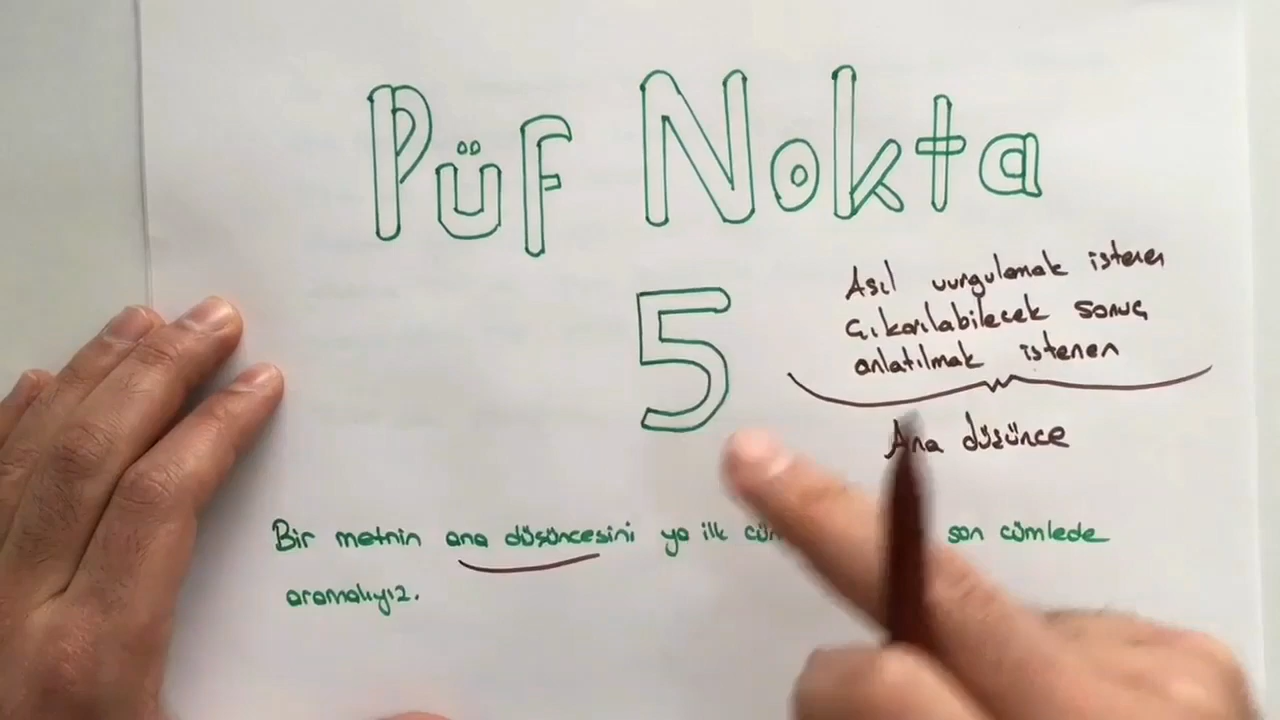 Püf Nokta
5
Asıl vurgulamak istenen
çıkarılabilecek sonuç
anlatılmak istenen
Ana düşünce
Bir metnin ana düşüncesini ya ilk son cümlede
aramalıyız.